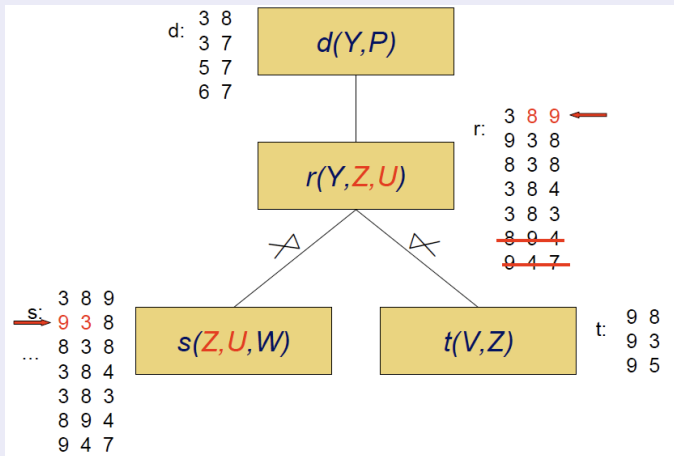 d:
3 8
3 7
5 7
6 7
d(Y,P)
r:
3 8 9
9 3 8
8 3 8
3 8 4
3 8 3
8 9 4
9 4 7
r(Y,Z,U)
s:
...
3 8 9
9 3 8
8 3 8
3 8 4
3 8 3
8 9 4
9 4 7
s(Z,U,W)
t(V,Z)
t:
9 8
9 3
9 5